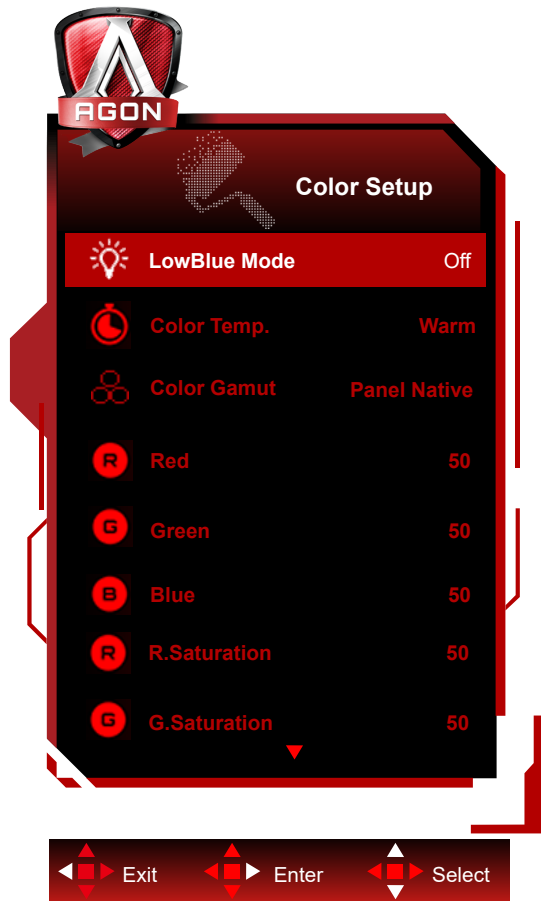 AGON
Color Setup
LowBlue Mode Off
Color Temp. Warm
Color Gamut Panel Native
R Red 50
G Green 50
B Blue 50
R R.Saturation 50
G G.Saturation 50
Exit Enter Select